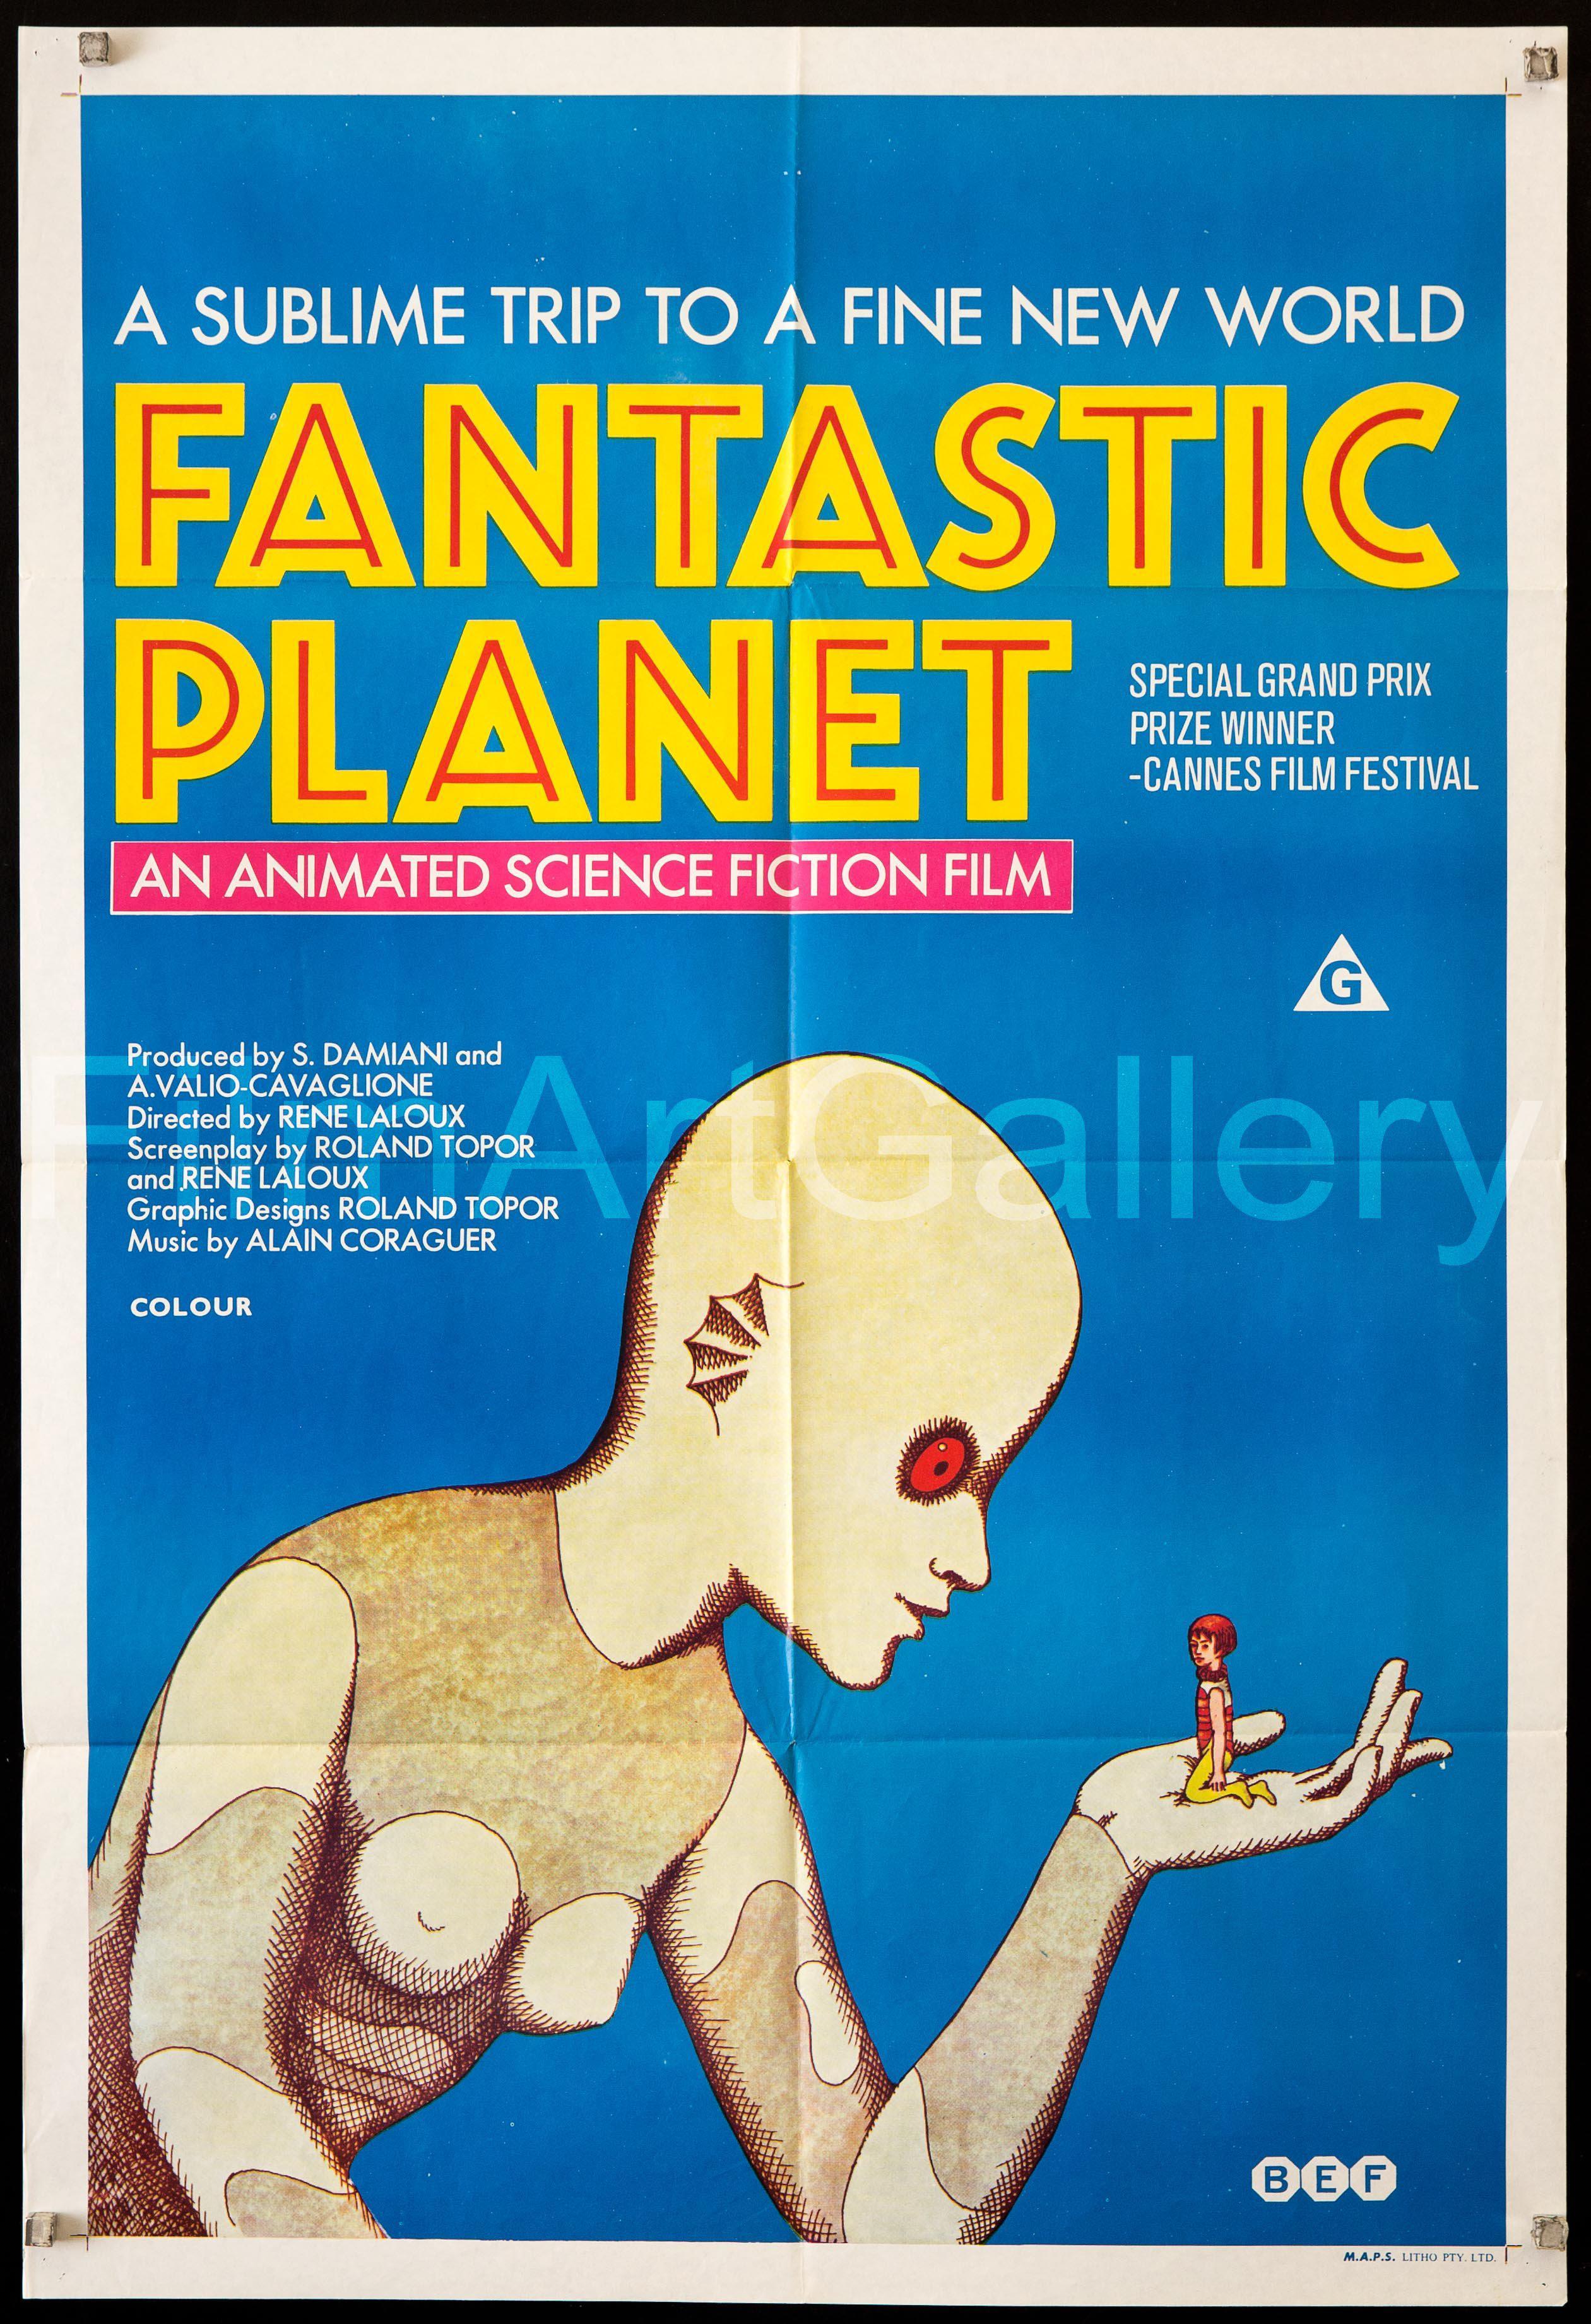 A SUBLIME TRIP TO A FINE NEW WORLD
FANTASTIC
PLANET
SPECIAL GRAND PRIX
PRIZE WINNER
-CANNES FILM FESTIVAL
AN ANIMATED SCIENCE FICTION FILM
G
Produced by S. DAMIANI and
A.VALIO-CAVAGLIONE
Directed by RENE LALOUX
Screenplay by ROLAND TOPOR
and RENE LALOUX
Graphic Designs ROLAND TOPOR
Music by ALAIN CORAGUER
FilmArtGallery
COLOUR
BEF
M.A.P.S. LITHO PTY. LTD.